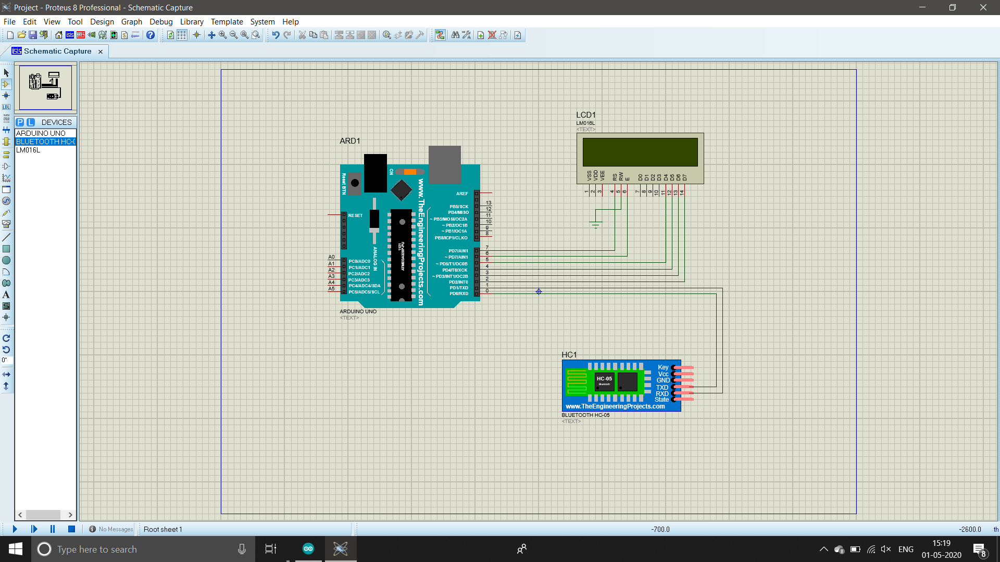 Project - Proteus 8 Professional - Schematic Capture
File Edit View Tool Design Graph Debug Library Template System Help
Schematic Capture
P L DEVICES
ARDUINO UNO
BLUETOOTH HC-0
LM016L
LBL
0°
ARD1
Reset BTN
ON
RESET
www.TheEngineeringProjects.com
ANALOG IN
1121
ATMEGA328P-PU
AREF
PB5/SCK 13
PB4/MISO 12
~ PB3/MOSI/OC2A 11
~ PB2/OC1B 10
~ PB1/OC1A 9
PB0/ICP1/CLKO 8
PD7/AIN1 7
~ PD7/AIN1 6
~ PD5/T1/OC0B 5
PD4/T0/XCK 4
~ PD3/INT1/OC2B 3
PD2/INT0 2
PD1/TXD 1
PD0/RXD 0
A0 PC0/ADC0
A1 PC1/ADC1
A2 PC2/ADC2
A3 PC3/ADC3
A4 PC4/ADC4/SDA
A5 PC5/ADC5/SCL
ARDUINO UNO
<TEXT>
LCD1
LM016L
<TEXT>
VSS VDD VEE RS RW E D0 D1 D2 D3 D4 D5 D6 D7
1 2 3 4 5 6 7 8 9 10 11 12 13 14
HC1
HC-05
Bluetooth
Key
Vcc
GND
TXD
RXD
State
www.TheEngineeringProjects.com
BLUETOOTH HC-05
<TEXT>
No Messages Root sheet 1 -700.0 -2600.0 th
Type here to search
ENG
15:19
01-05-2020
8